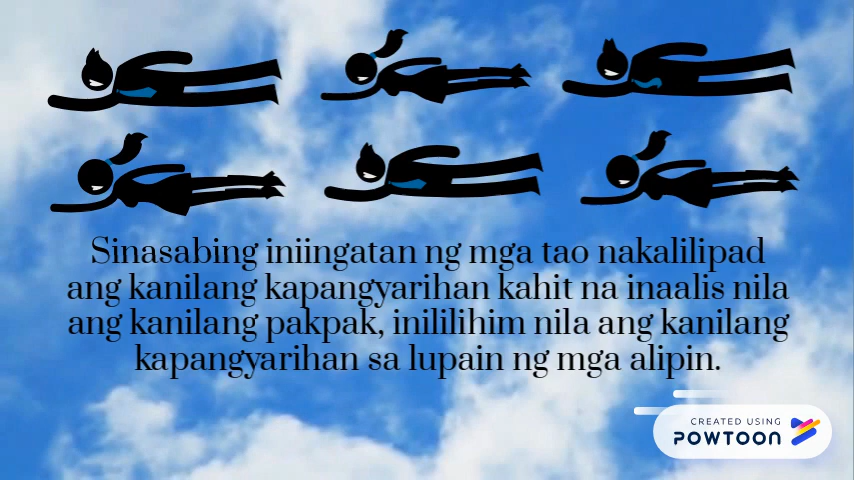 Sinasabing iniingatan ng mga tao nakalilipad
ang kanilang kapangyarihan kahit na inaalis nila
ang kanilang pakpak, inililihim nila ang kanilang
kapangyarihan sa lupain ng mga alipin.
CREATED USING
POWTOON